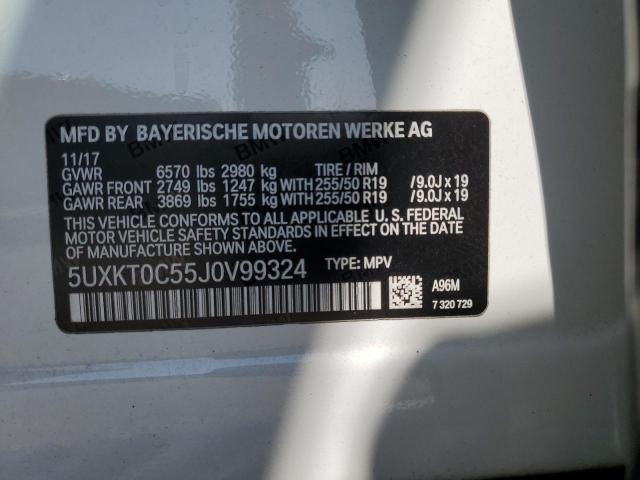 MFD BY BAYERISCHE MOTOREN WERKE AG
11/17
GVWR 6570 lbs 2980 kg TIRE / RIM
GAWR FRONT 2749 lbs 1247 kg WITH 255/50 R19 /9.0J x 19
GAWR REAR 3869 lbs 1755 kg WITH 255/50 R19 /9.0J x 19
THIS VEHICLE CONFORMS TO ALL APPLICABLE U. S. FEDERAL
MOTOR VEHICLE SAFETY STANDARDS IN EFFECT ON THE DATE
OF MANUFACTURE SHOWN ABOVE.
5UXKT0C55J0V99324 TYPE: MPV
A96M
7 320 729